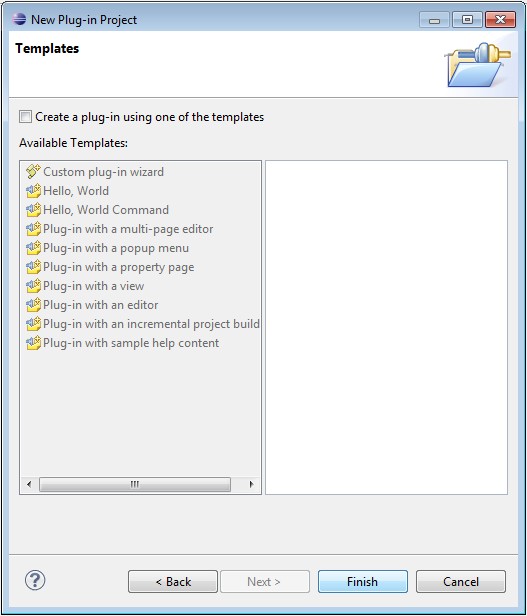 New Plug-in Project
Templates
Create a plug-in using one of the templates
Available Templates:
Custom plug-in wizard
Hello, World
Hello, World Command
Plug-in with a multi-page editor
Plug-in with a popup menu
Plug-in with a property page
Plug-in with a view
Plug-in with an editor
Plug-in with an incremental project build
Plug-in with sample help content
?
< Back
Next >
Finish
Cancel